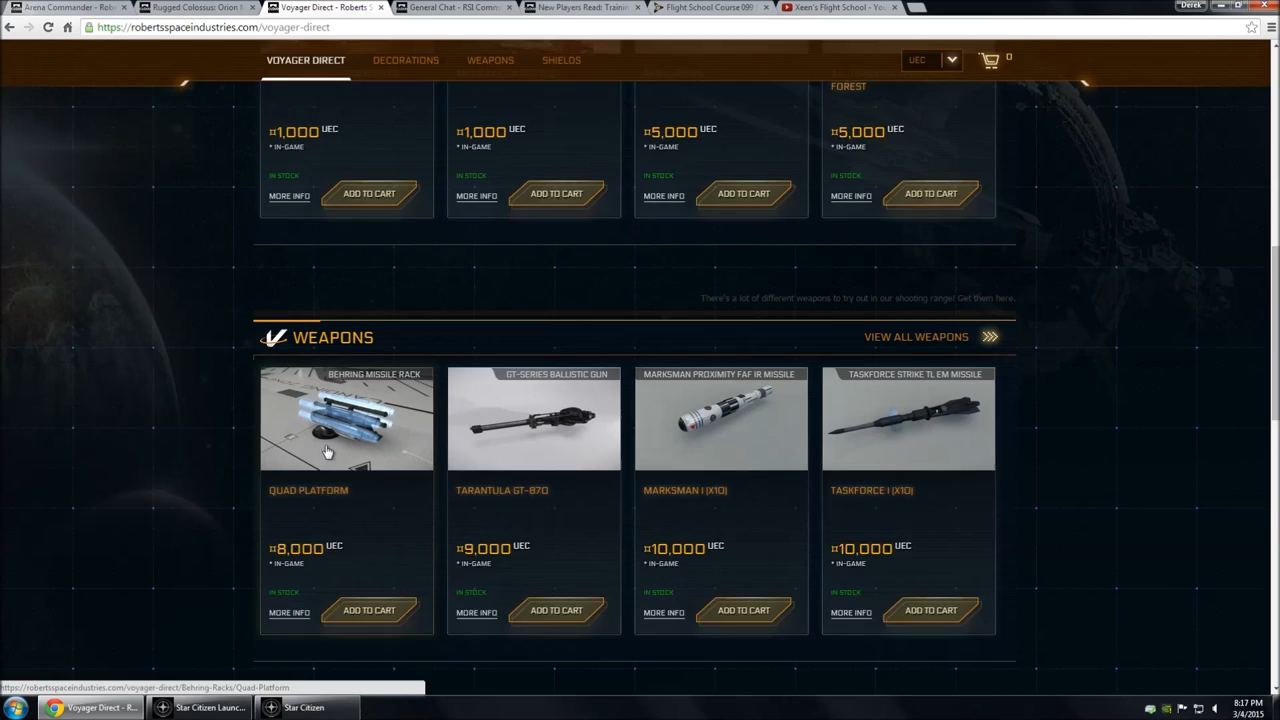 Arena Commander - Rob
Rugged Colossus: Orion
Voyager Direct - Roberts S
General Chat - RSI Comm
New Players Read: Trainin
Flight School Course 099
Xeen's Flight School - Yo
Derek
https://robertsspaceindustries.com/voyager-direct
VOYAGER DIRECT
DECORATIONS
WEAPONS
SHIELDS
UEC
0
FOREST
¤1,000 UEC
¤1,000 UEC
¤5,000 UEC
¤5,000 UEC
* IN-GAME
* IN-GAME
* IN-GAME
* IN-GAME
IN STOCK
IN STOCK
IN STOCK
IN STOCK
MORE INFO
ADD TO CART
MORE INFO
ADD TO CART
MORE INFO
ADD TO CART
MORE INFO
ADD TO CART
There's a lot of different weapons to try out in our shooting range! Get them here.
WEAPONS
VIEW ALL WEAPONS
BEHRING MISSILE RACK
GT-SERIES BALLISTIC GUN
MARKSMAN PROXIMITY FAF IR MISSILE
TASKFORCE STRIKE TL EM MISSILE
QUAD PLATFORM
TARANTULA GT-870
MARKSMAN I (X10)
TASKFORCE I (X10)
¤8,000 UEC
¤9,000 UEC
¤10,000 UEC
¤10,000 UEC
* IN-GAME
* IN-GAME
* IN-GAME
* IN-GAME
IN STOCK
IN STOCK
IN STOCK
IN STOCK
MORE INFO
ADD TO CART
MORE INFO
ADD TO CART
MORE INFO
ADD TO CART
MORE INFO
ADD TO CART
https://robertsspaceindustries.com/voyager-direct/Behring-Racks/Quad-Platform
Voyager Direct - R...
Star Citizen Launc...
Star Citizen
8:17 PM
3/4/2015